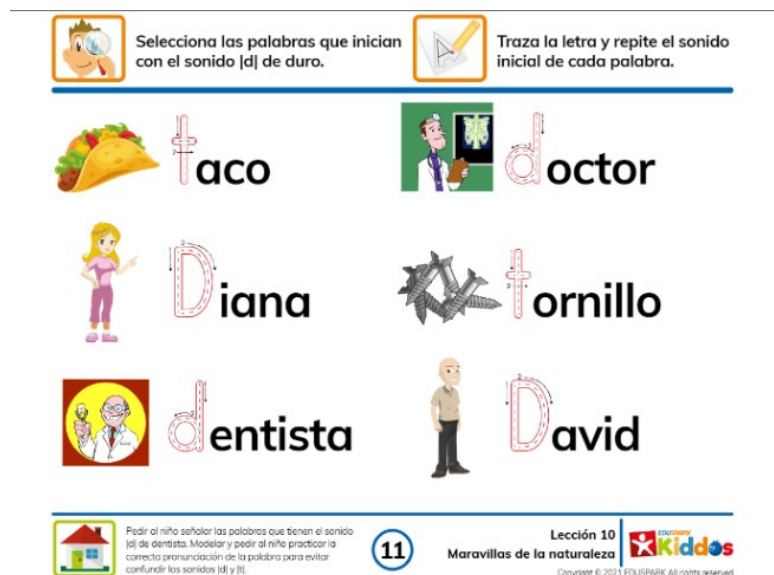 Selecciona las palabras que inician
con el sonido |d| de duro.
Traza la letra y repite el sonido
inicial de cada palabra.
taco
doctor
Diana
tornillo
dentista
David
Pedir al niño señalar las palabras que tienen el sonido
|d| de dentista. Modelar y pedir al niño practicar la
correcta pronunciación de la palabra para evitar
confundir los sonidos |d| y |t|.
11
Lección 10
Maravillas de la naturaleza
EDUSPARK
Kiddos
Copyright © 2021 EDUSPARK All rights reserved